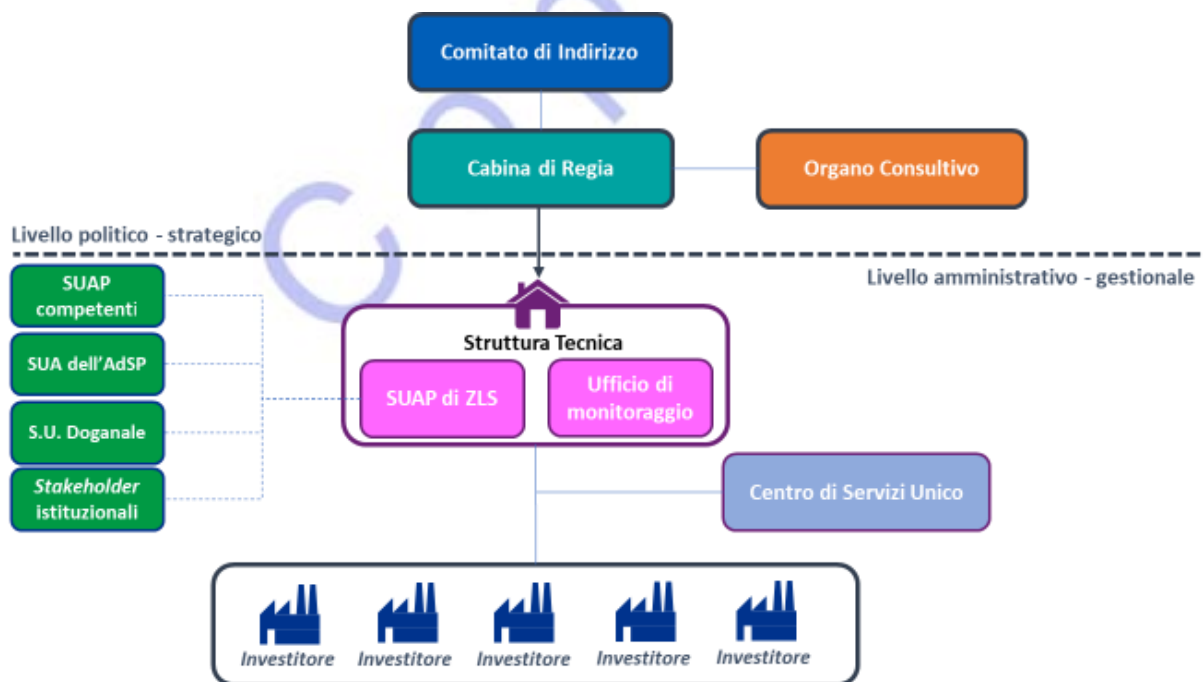 Comitato di Indirizzo
Cabina di Regia
Organo Consultivo
Livello politico - strategico
Livello amministrativo - gestionale
SUAP
competenti
SUA dell'AdSP
S.U. Doganale
Stakeholder
istituzionali
Struttura Tecnica
SUAP di ZLS
Ufficio di
monitoraggio
Centro di Servizi Unico
Investitore
Investitore
Investitore
Investitore
Investitore